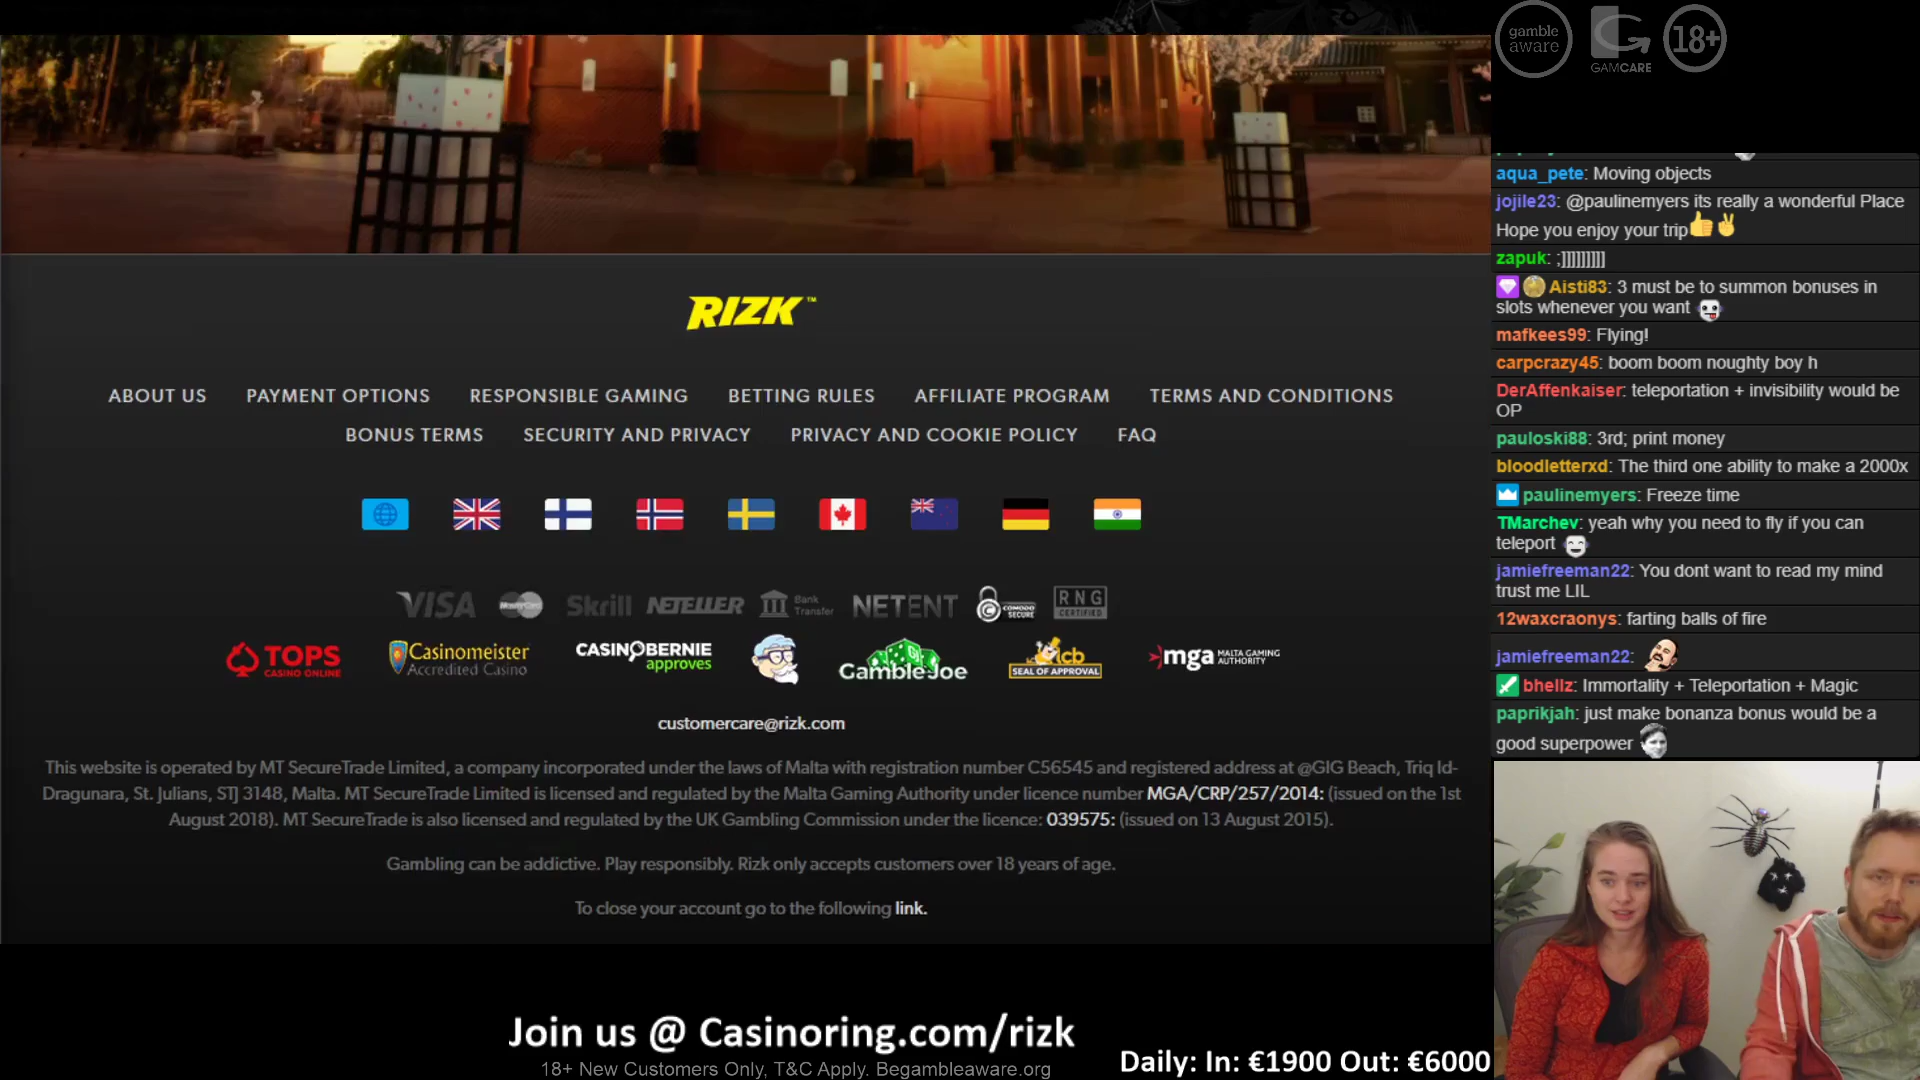 gamble
aware
GAMCARE
18+
aqua_pete: Moving objects
jojile23: @paulinemyers its really a wonderful Place
Hope you enjoy your trip
zapuk: ;]]]]]]]]]
Aisti83: 3 must be to summon bonuses in
slots whenever you want
mafkees99: Flying!
carpcrazy45: boom boom noughty boy h
DerAffenkaiser: teleportation + invisibility would be
OP
pauloski88: 3rd; print money
bloodletterxd: The third one ability to make a 2000x
paulinemyers: Freeze time
TMarchev: yeah why you need to fly if you can
teleport
jamiefreeman22: You dont want to read my mind
trust me LIL
12waxcraonys: farting balls of fire
jamiefreeman22:
bhellz: Immortality + Teleportation + Magic
paprikjah: just make bonanza bonus would be a
good superpower
RIZK™
ABOUT US PAYMENT OPTIONS RESPONSIBLE GAMING BETTING RULES AFFILIATE PROGRAM TERMS AND CONDITIONS
BONUS TERMS SECURITY AND PRIVACY PRIVACY AND COOKIE POLICY FAQ
VISA MasterCard Skrill NETELLER Bank Transfer NETENT COMODO SECURE RNG CERTIFIED
TOPS CASINO ONLINE Casinomeister Accredited Casino CASINOBERNIE approves GambleJoe lcb SEAL OF APPROVAL mga MALTA GAMING AUTHORITY
customercare@rizk.com
This website is operated by MT SecureTrade Limited, a company incorporated under the laws of Malta with registration number C56545 and registered address at @GIG Beach, Triq Id-
Dragunara, St. Julians, STJ 3148, Malta. MT SecureTrade Limited is licensed and regulated by the Malta Gaming Authority under licence number MGA/CRP/257/2014: (issued on the 1st
August 2018). MT SecureTrade is also licensed and regulated by the UK Gambling Commission under the licence: 039575: (issued on 13 August 2015).
Gambling can be addictive. Play responsibly. Rizk only accepts customers over 18 years of age.
To close your account go to the following link.
Join us @ Casinoring.com/rizk
18+ New Customers Only, T&C Apply. Begambleaware.org
Daily: In: €1900 Out: €6000